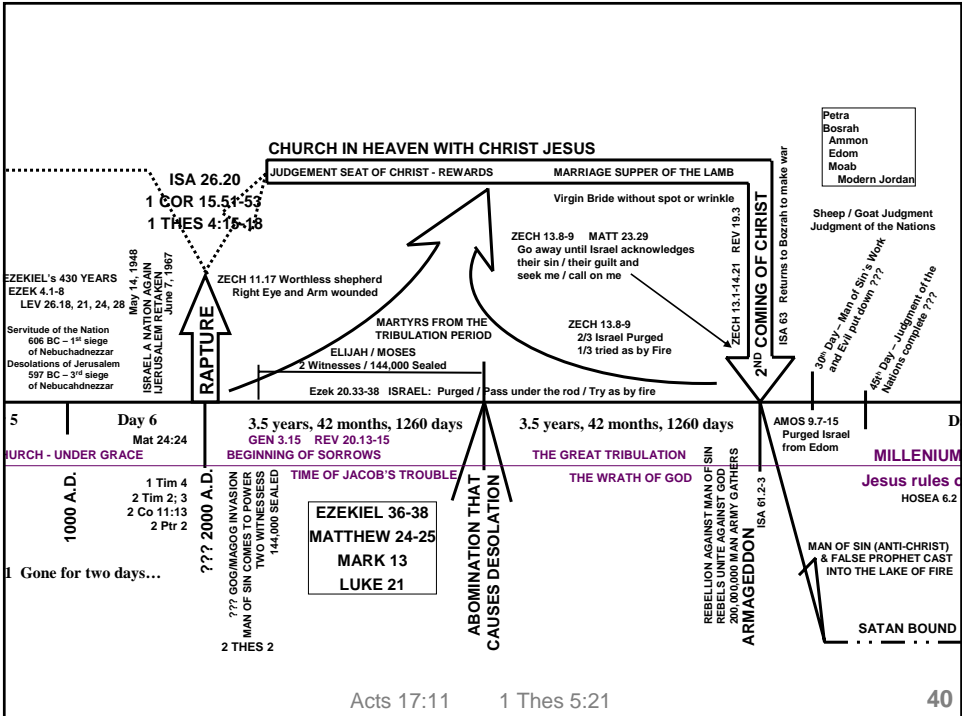 Petra
Bosrah
Ammon
Edom
Moab
Modern Jordan
CHURCH IN HEAVEN WITH CHRIST JESUS
JUDGEMENT SEAT OF CHRIST - REWARDS
MARRIAGE SUPPER OF THE LAMB
Virgin Bride without spot or wrinkle
ISA 26.20
1 COR 15.51-53
1 THES 4:15-18
ZECH 13.8-9 MATT 23.29
Go away until Israel acknowledges
their sin / their guilt and
seek me / call on me
ZECH 13.1-14.21 REV 19.3
2ND COMING OF CHRIST
ISA 63 Returns to Bozrah to make war
Sheep / Goat Judgment
Judgment of the Nations
30th Day – Man of Sin's Work
and Evil put down ???
45th Day – Judgment of the
Nations complete ???
EZEKIEL's 430 YEARS
EZEK 4.1-8
LEV 26.18, 21, 24, 28
Servitude of the Nation
606 BC – 1st siege
of Nebuchadnezzar
Desolations of Jerusalem
597 BC – 3rd siege
of Nebucahdnezzar
May 14, 1948
ISRAEL A NATION AGAIN
IJERUSALEM RETAKEN
June 7, 1967
RAPTURE
ZECH 11.17 Worthless shepherd
Right Eye and Arm wounded
MARTYRS FROM THE
TRIBULATION PERIOD
ELIJAH / MOSES
2 Witnesses / 144,000 Sealed
ZECH 13.8-9
2/3 Israel Purged
1/3 tried as by Fire
Ezek 20.33-38 ISRAEL: Purged / Pass under the rod / Try as by fire
5
Day 6
Mat 24:24
HURCH - UNDER GRACE
3.5 years, 42 months, 1260 days
GEN 3.15 REV 20.13-15
BEGINNING OF SORROWS
TIME OF JACOB'S TROUBLE
3.5 years, 42 months, 1260 days
THE GREAT TRIBULATION
THE WRATH OF GOD
AMOS 9.7-15
Purged Israel
from Edom
D
MILLENIUM
Jesus rules o
HOSEA 6.2
1000 A.D.
1 Tim 4
2 Tim 2; 3
2 Co 11:13
2 Ptr 2
??? 2000 A.D.
??? GOG/MAGOG INVASION
MAN OF SIN COMES TO POWER
TWO WITNESSESS
144,000 SEALED
2 THES 2
EZEKIEL 36-38
MATTHEW 24-25
MARK 13
LUKE 21
ABOMINATION THAT
CAUSES DESOLATION
REBELLION AGAINST MAN OF SIN
REBELS UNITE AGAINST GOD
200,000,000 MAN ARMY GATHERS
ARMAGEDDON
ISA 61.2-3
MAN OF SIN (ANTI-CHRIST)
& FALSE PROPHET CAST
INTO THE LAKE OF FIRE
1 Gone for two days…
SATAN BOUND
Acts 17:11 1 Thes 5:21
40